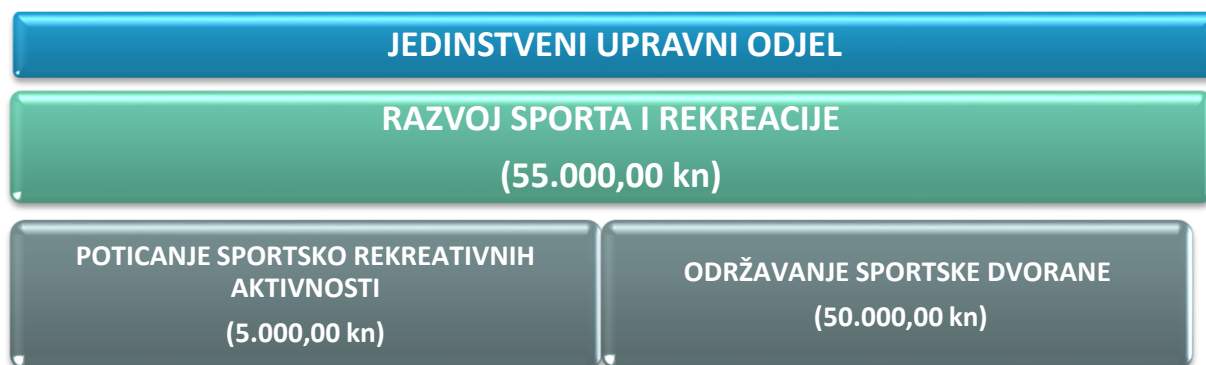 JEDINSTVENI UPRAVNI ODJEL
RAZVOJ SPORTA I REKREACIJE
(55.000,00 kn)
POTICANJE SPORTSKO REKREATIVNIH
AKTIVNOSTI
(5.000,00 kn)
ODRŽAVANJE SPORTSKE DVORANE
(50.000,00 kn)